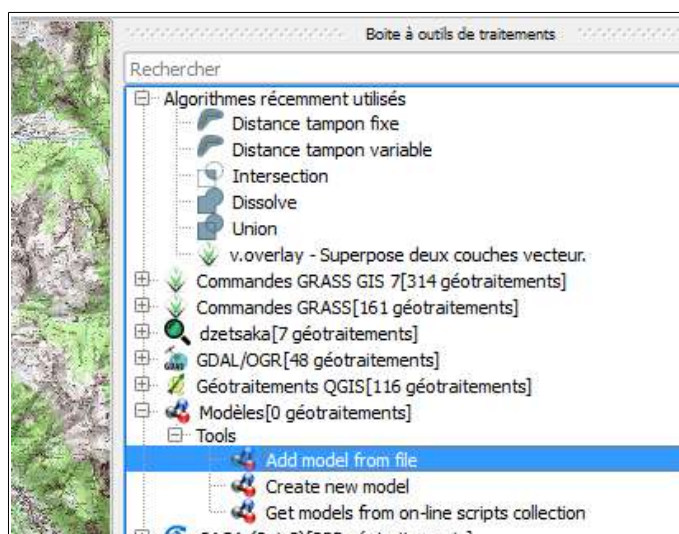 Boite à outils de traitements
Rechercher
Algorithmes récemment utilisés
Distance tampon fixe
Distance tampon variable
Intersection
Dissolve
Union
v.overlay - Superpose deux couches vecteur.
Commandes GRASS GIS 7[314 géotraitements]
Commandes GRASS[161 géotraitements]
dzetsaka[7 géotraitements]
GDAL/OGR[48 géotraitements]
Géotraitements QGIS[116 géotraitements]
Modèles[0 géotraitements]
Tools
Add model from file
Create new model
Get models from on-line scripts collection